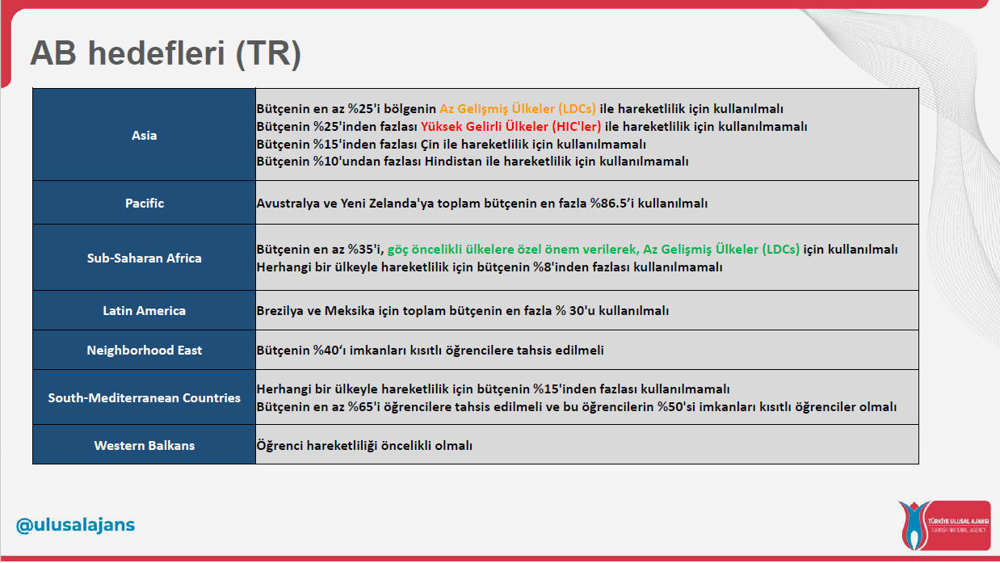 AB hedefleri (TR)
Asia
Bütçenin en az %25'i bölgenin Az Gelişmiş Ülkeler (LDCs) ile hareketlilik için kullanılmalı
Bütçenin %25'inden fazlası Yüksek Gelirli Ülkeler (HIC'ler) ile hareketlilik için kullanılmamalı
Bütçenin %15'inden fazlası Çin ile hareketlilik için kullanılmamalı
Bütçenin %10'undan fazlası Hindistan ile hareketlilik için kullanılmamalı
Pacific
Avustralya ve Yeni Zelanda'ya toplam bütçenin en fazla %86.5’i kullanılmalı
Sub-Saharan Africa
Bütçenin en az %35'i, göç öncelikli ülkelere özel önem verilerek, Az Gelişmiş Ülkeler (LDCs) için kullanılmalı
Herhangi bir ülkeyle hareketlilik için bütçenin %8'inden fazlası kullanılmamalı
Latin America
Brezilya ve Meksika için toplam bütçenin en fazla % 30'u kullanılmalı
Neighborhood East
Bütçenin %40‘ı imkanları kısıtlı öğrencilere tahsis edilmeli
South-Mediterranean Countries
Herhangi bir ülkeyle hareketlilik için bütçenin %15'inden fazlası kullanılmamalı
Bütçenin en az %65'i öğrencilere tahsis edilmeli ve bu öğrencilerin %50'si imkanları kısıtlı öğrenciler olmalı
Western Balkans
Öğrenci hareketliliği öncelikli olmalı
@ulusalajans
TÜRKİYE ULUSAL AJANSI
TURKISH NATIONAL AGENCY